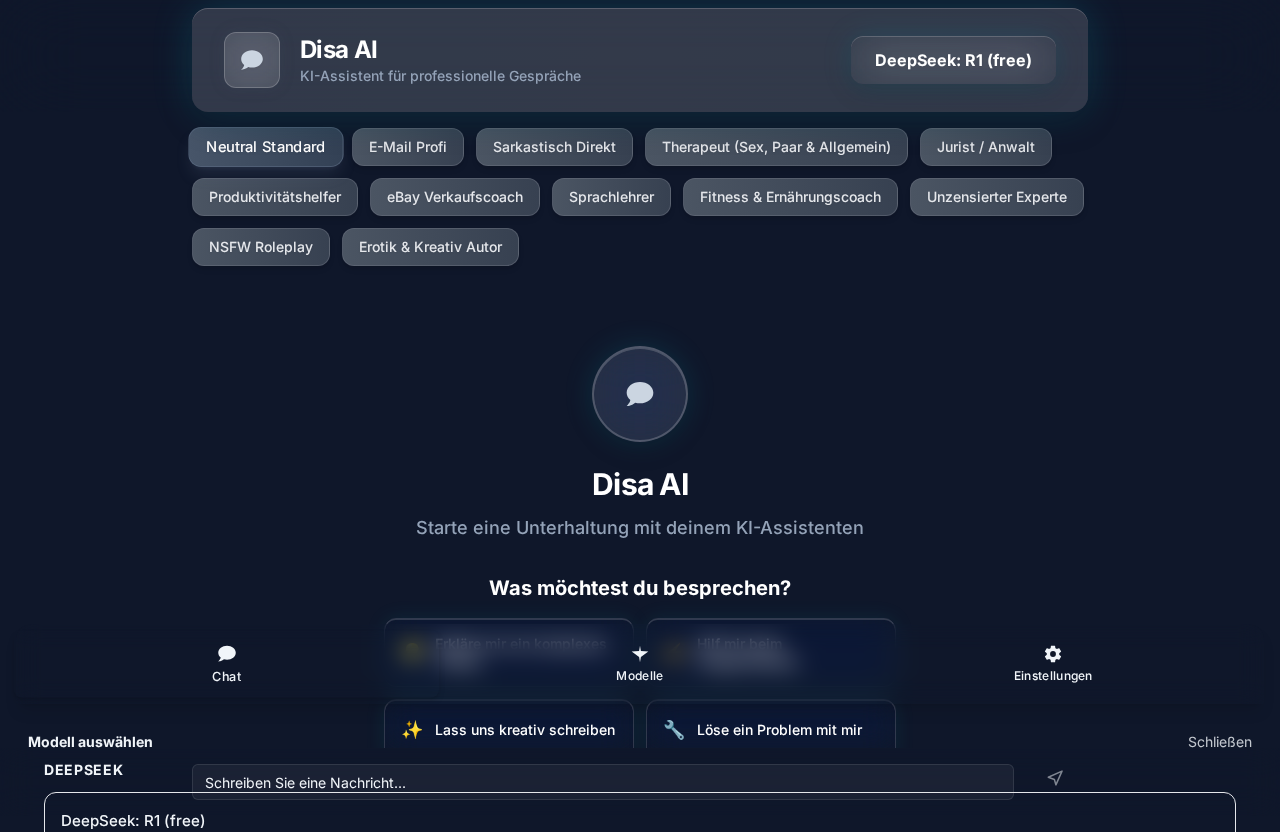 Disa AI
KI-Assistent für professionelle Gespräche
DeepSeek: R1 (free)
Neutral Standard
E-Mail Profi
Sarkastisch Direkt
Therapeut (Sex, Paar & Allgemein)
Jurist / Anwalt
Produktivitätshelfer
eBay Verkaufscoach
Sprachlehrer
Fitness & Ernährungscoach
Unzensierter Experte
NSFW Roleplay
Erotik & Kreativ Autor
Disa AI
Starte eine Unterhaltung mit deinem KI-Assistenten
Was möchtest du besprechen?
Erkläre mir ein komplexes
Hilf mir beim
Chat
Modelle
Einstellungen
Lass uns kreativ schreiben
Löse ein Problem mit mir
Modell auswählen
Schließen
DEEPSEEK
Schreiben Sie eine Nachricht...
DeepSeek: R1 (free)